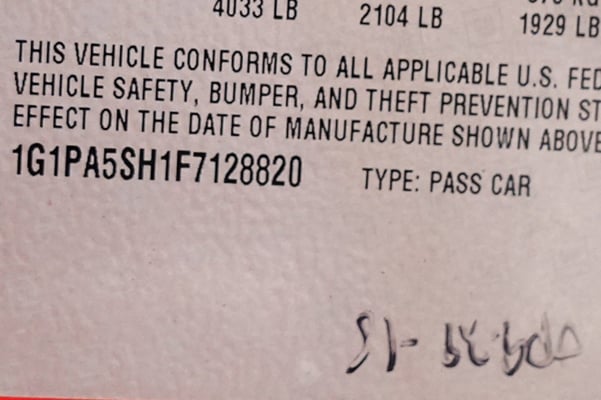 4033 LB 2104 LB 1929 LB
THIS VEHICLE CONFORMS TO ALL APPLICABLE U.S. FED
VEHICLE SAFETY, BUMPER, AND THEFT PREVENTION ST
EFFECT ON THE DATE OF MANUFACTURE SHOWN ABOVE
1G1PA5SH1F7128820 TYPE: PASS CAR